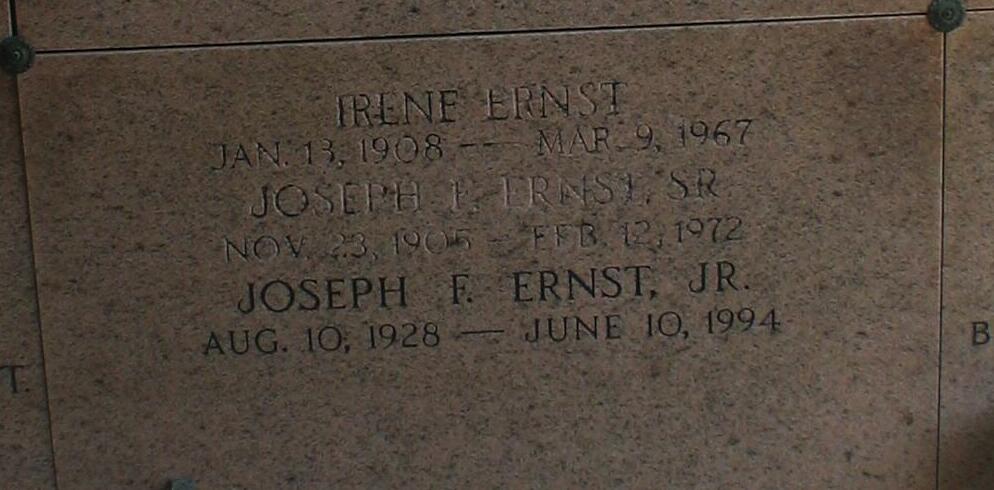 IRENE ERNST
JAN. 13, 1908 — MAR. 9, 1967
JOSEPH F. ERNST, SR.
NOV. 23, 1905 — FEB. 12, 1972
JOSEPH F. ERNST, JR.
AUG. 10, 1928 — JUNE 10, 1994
T.
B